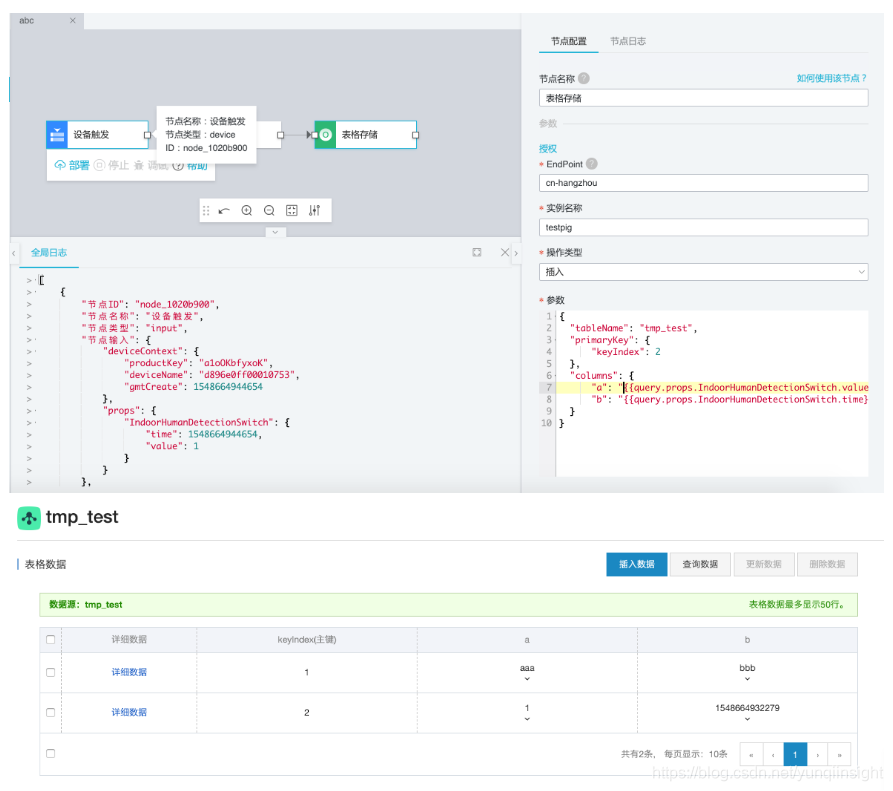 abc ×
节点配置 节点日志
节点名称 ? 如何使用该节点?
表格存储
参数
授权
* EndPoint ?
cn-hangzhou
* 实例名称
testpig
* 操作类型
插入
* 参数
1 {
2 "tableName": "tmp_test",
3 "primaryKey": {
4 "keyIndex": 2
5 },
6 "columns": {
7 "a": "{{query.props.IndoorHumanDetectionSwitch.value
8 "b": "{{query.props.IndoorHumanDetectionSwitch.time}
9 }
10 }
设备触发
节点名称：设备触发
节点类型：device
ID：node_1020b900
表格存储
部署 停止 调试 帮助
全局日志
> [
> {
> "节点ID": "node_1020b900",
> "节点名称": "设备触发",
> "节点类型": "input",
> "节点输入": {
> "deviceContext": {
> "productKey": "a1oOKbfyxoK",
> "deviceName": "d896e0ff00010753",
> "gmtCreate": 1548664944654
> },
> "props": {
> "IndoorHumanDetectionSwitch": {
> "time": 1548664944654,
> "value": 1
> }
> }
> },
tmp_test
表格数据 插入数据 查询数据 更新数据 删除数据
数据源：tmp_test 表格数据最多显示50行。
详细数据 keyIndex(主键) a b
详细数据 1 aaa bbb
详细数据 2 1 1548664932279
共有2条, 每页显示：10条 « ‹ 1 › »
https://blog.csdn.net/yunqiinsight